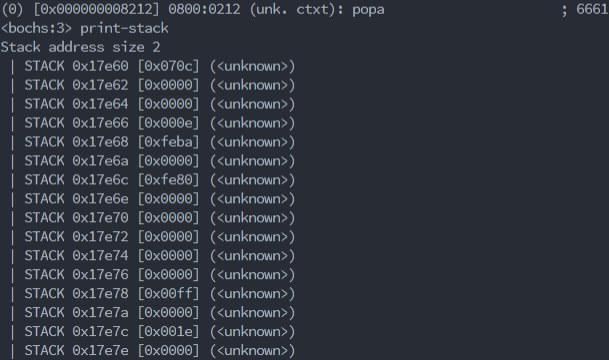 (0) [0x000000008212] 0800:0212 (unk. ctxt): popa ; 6661
<bochs:3> print-stack
Stack address size 2
| STACK 0x17e60 [0x070c] (<unknown>)
| STACK 0x17e62 [0x0000] (<unknown>)
| STACK 0x17e64 [0x0000] (<unknown>)
| STACK 0x17e66 [0x000e] (<unknown>)
| STACK 0x17e68 [0xfeba] (<unknown>)
| STACK 0x17e6a [0x0000] (<unknown>)
| STACK 0x17e6c [0xfe80] (<unknown>)
| STACK 0x17e6e [0x0000] (<unknown>)
| STACK 0x17e70 [0x0000] (<unknown>)
| STACK 0x17e72 [0x0000] (<unknown>)
| STACK 0x17e74 [0x0000] (<unknown>)
| STACK 0x17e76 [0x0000] (<unknown>)
| STACK 0x17e78 [0x00ff] (<unknown>)
| STACK 0x17e7a [0x0000] (<unknown>)
| STACK 0x17e7c [0x001e] (<unknown>)
| STACK 0x17e7e [0x0000] (<unknown>)